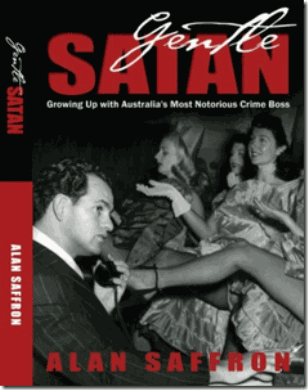 Gentle
SATAN
ALAN SAFFRON
Gentle
SATAN
Growing Up with Australia's Most Notorious Crime Boss
ALAN SAFFRON